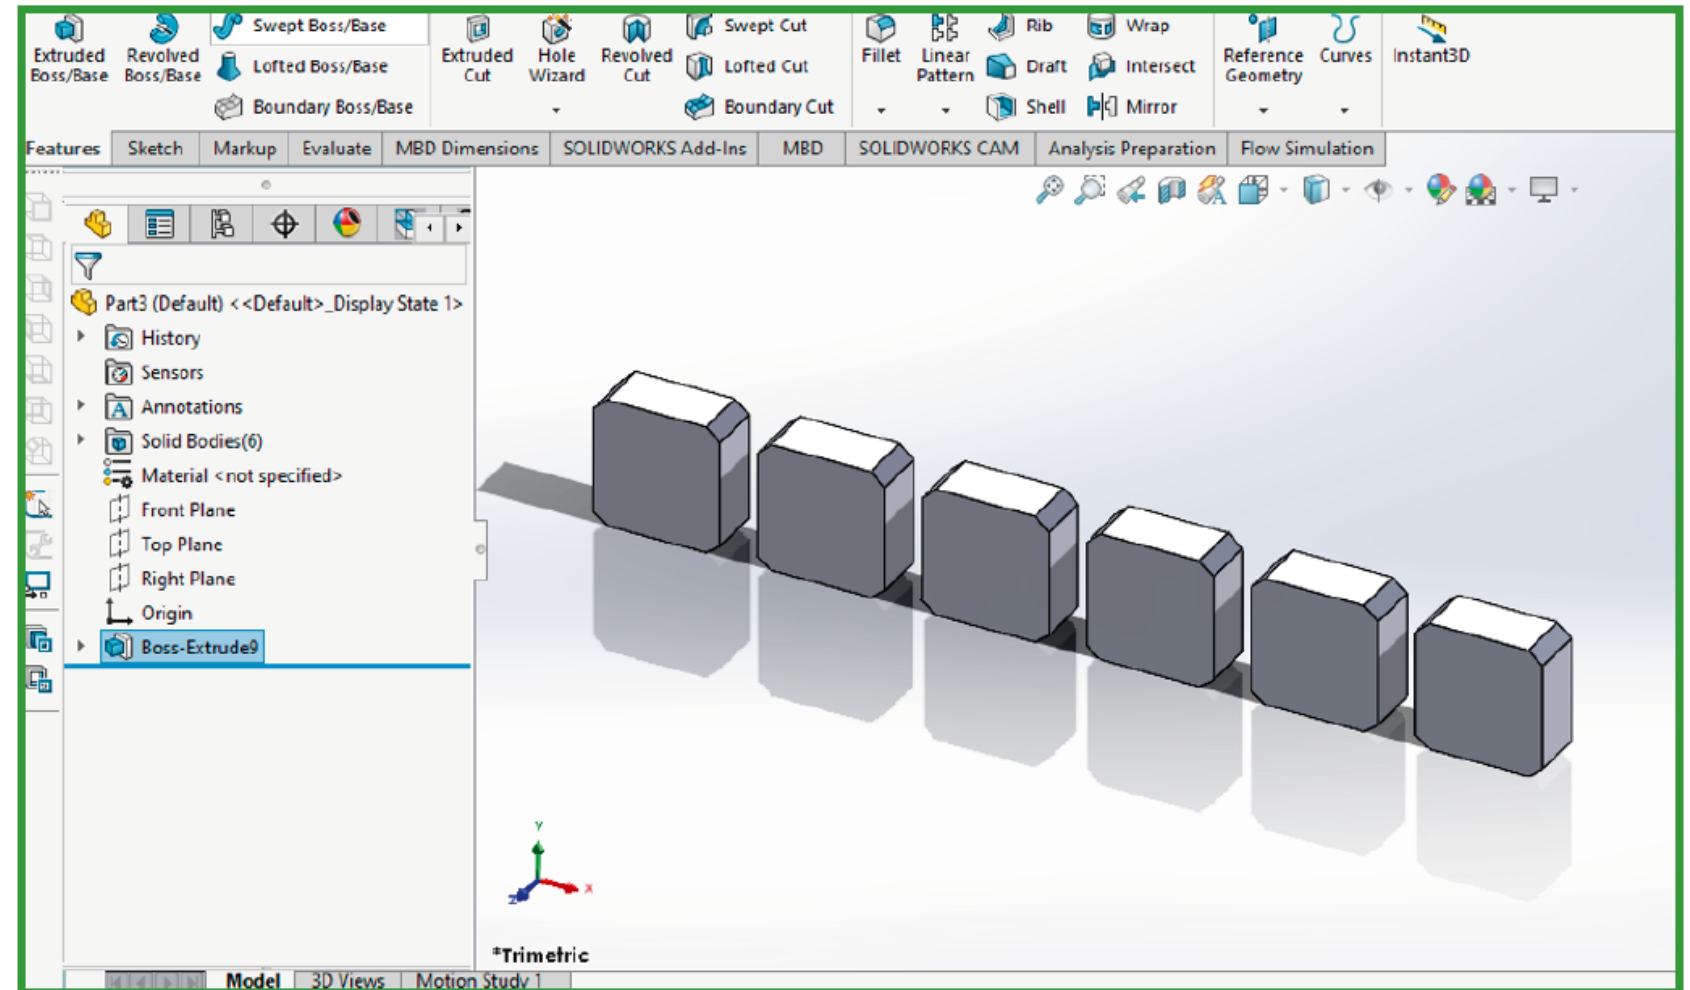 Extruded Boss/Base
Revolved Boss/Base
Swept Boss/Base
Lofted Boss/Base
Boundary Boss/Base
Extruded Cut
Hole Wizard
Revolved Cut
Swept Cut
Lofted Cut
Boundary Cut
Fillet
Linear Pattern
Rib
Draft
Shell
Wrap
Intersect
Mirror
Reference Geometry
Curves
Instant3D
Features
Sketch
Markup
Evaluate
MBD Dimensions
SOLIDWORKS Add-Ins
MBD
SOLIDWORKS CAM
Analysis Preparation
Flow Simulation
Part3 (Default) <<Default>_Display State 1>
History
Sensors
Annotations
Solid Bodies(6)
Material <not specified>
Front Plane
Top Plane
Right Plane
Origin
Boss-Extrude9
Y
X
Z
*Trimetric
Model
3D Views
Motion Study 1